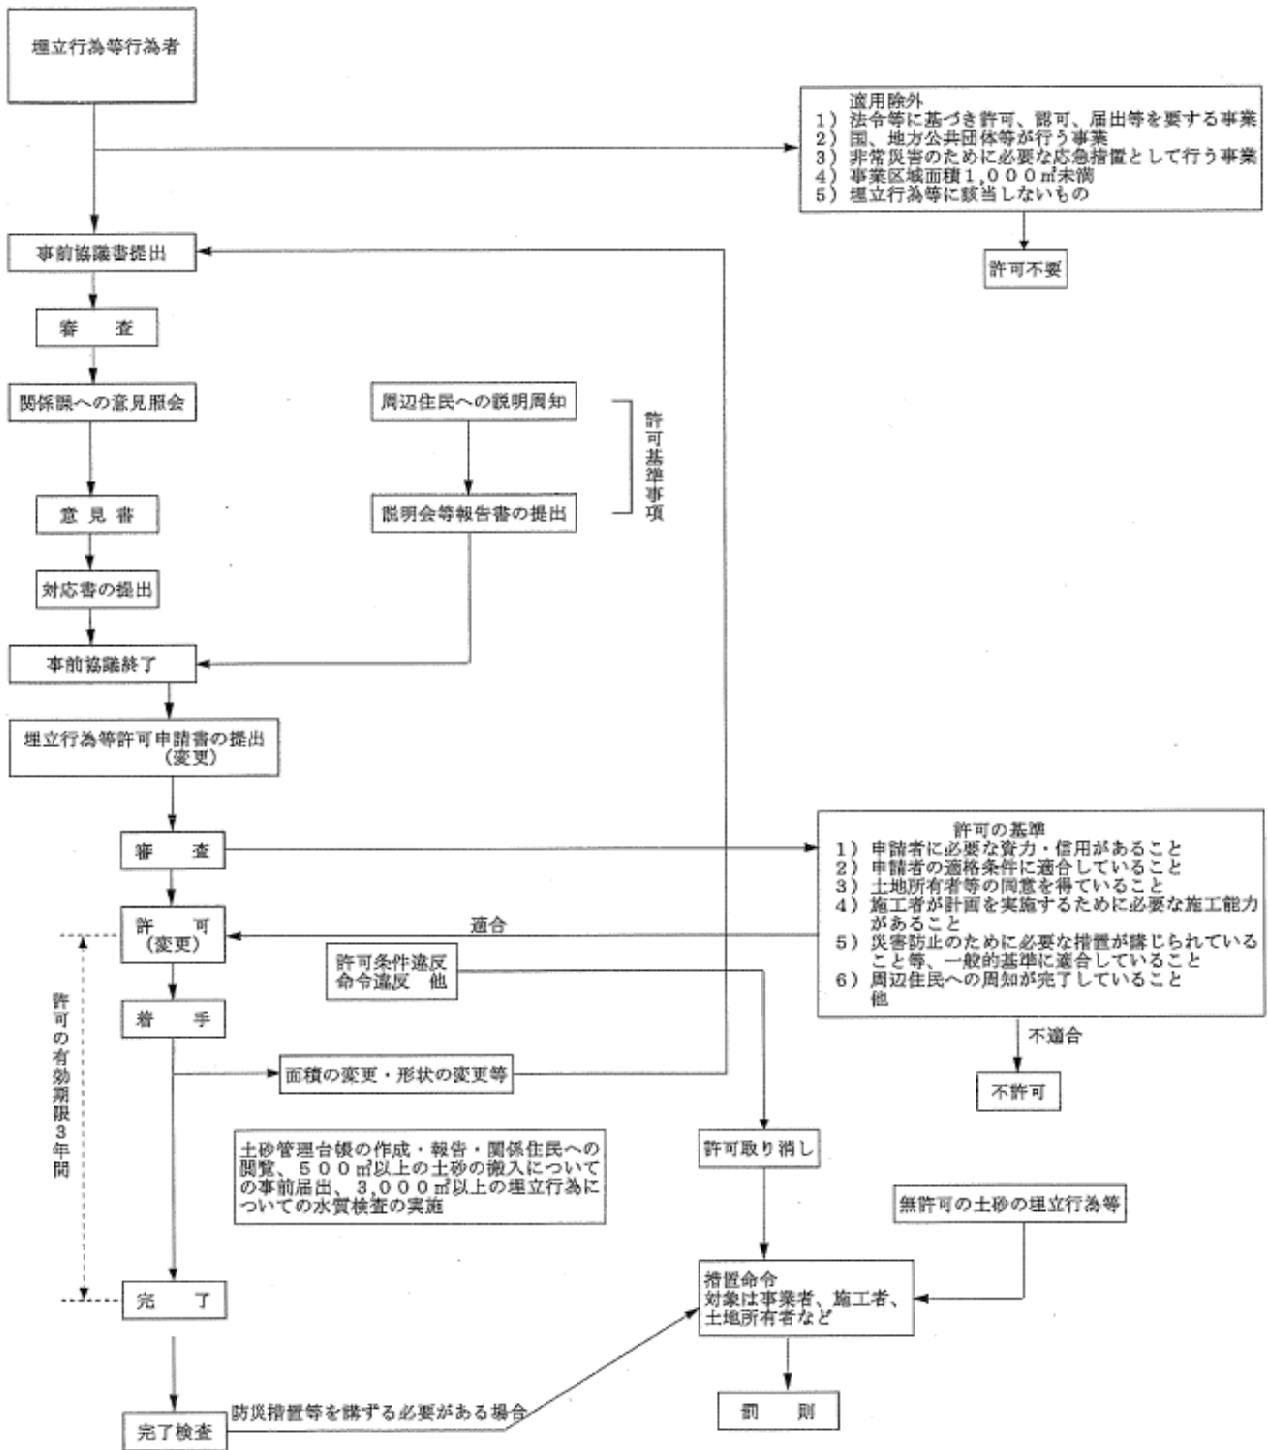 埋立行為等行為者
適用除外
1) 法令等に基づき許可、認可、届出等を要する事業
2) 国、地方公共団体等が行う事業
3) 非常災害のために必要な応急措置として行う事業
4) 事業区域面積1,000㎡未満
5) 埋立行為等に該当しないもの
許可不要
事前協議書提出
審　査
関係課への意見照会
周辺住民への説明周知
許可基準事項
意見書
説明会等報告書の提出
対応書の提出
事前協議終了
埋立行為等許可申請書の提出
(変更)
審　査
許可の基準
1) 申請者に必要な資力・信用があること
2) 申請者の適格条件に適合していること
3) 土地所有者等の同意を得ていること
4) 施工者が計画を実施するために必要な施工能力
があること
5) 災害防止のために必要な措置が講じられている
こと等、一般的基準に適合していること
6) 周辺住民への周知が完了していること
他
許　可
(変更)
適合
許可条件違反
命令違反　他
許可の有効期限3年間
着　手
不適合
不許可
面積の変更・形状の変更等
土砂管理台帳の作成・報告・関係住民への
閲覧、500㎡以上の土砂の搬入について
の事前届出、3,000㎡以上の埋立行為に
ついての水質検査の実施
許可取り消し
無許可の土砂の埋立行為等
措置命令
対象は事業者、施工者、
土地所有者など
完　了
罰　則
防災措置等を講ずる必要がある場合
完了検査